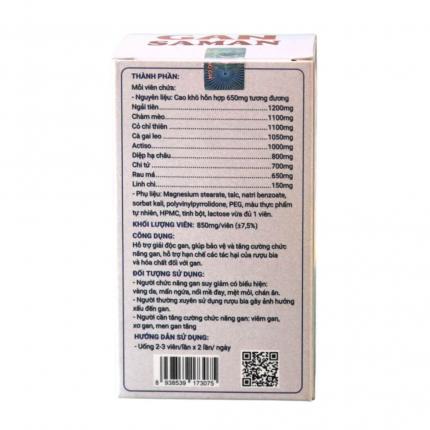 GAN
SAMAN
THÀNH PHẦN:
Mỗi viên chứa:
- Nguyên liệu: Cao khô hỗn hợp 650mg tương đương
Ngải tiên 1200mg
Chàm mèo 1100mg
Cỏ chỉ thiên 1100mg
Cà gai leo 1050mg
Actiso 1000mg
Diệp hạ châu 800mg
Chi tử 700mg
Rau má 650mg
Linh chi 150mg
- Phụ liệu: Magnesium stearate, talc, natri benzoate,
sorbat kali, polyvinylpyrrolidone, PEG, màu thực phẩm
tự nhiên, HPMC, tinh bột, lactose vừa đủ 1 viên.
KHỐI LƯỢNG VIÊN: 850mg/viên (±7,5%)
CÔNG DỤNG:
Hỗ trợ giải độc gan, giúp bảo vệ và tăng cường chức
năng gan, hỗ trợ hạn chế các tác hại của rượu bia
và hóa chất đối với gan.
ĐỐI TƯỢNG SỬ DỤNG:
- Người chức năng gan suy giảm có biểu hiện:
vàng da, mẩn ngứa, nổi mề đay, mệt mỏi, chán ăn.
- Người thường xuyên sử dụng rượu bia gây ảnh hưởng
xấu đến gan.
- Người cần tăng cường chức năng gan: viêm gan,
xơ gan, men gan tăng
HƯỚNG DẪN SỬ DỤNG:
- Uống 2-3 viên/lần x 2 lần/ ngày
8 938539 173075